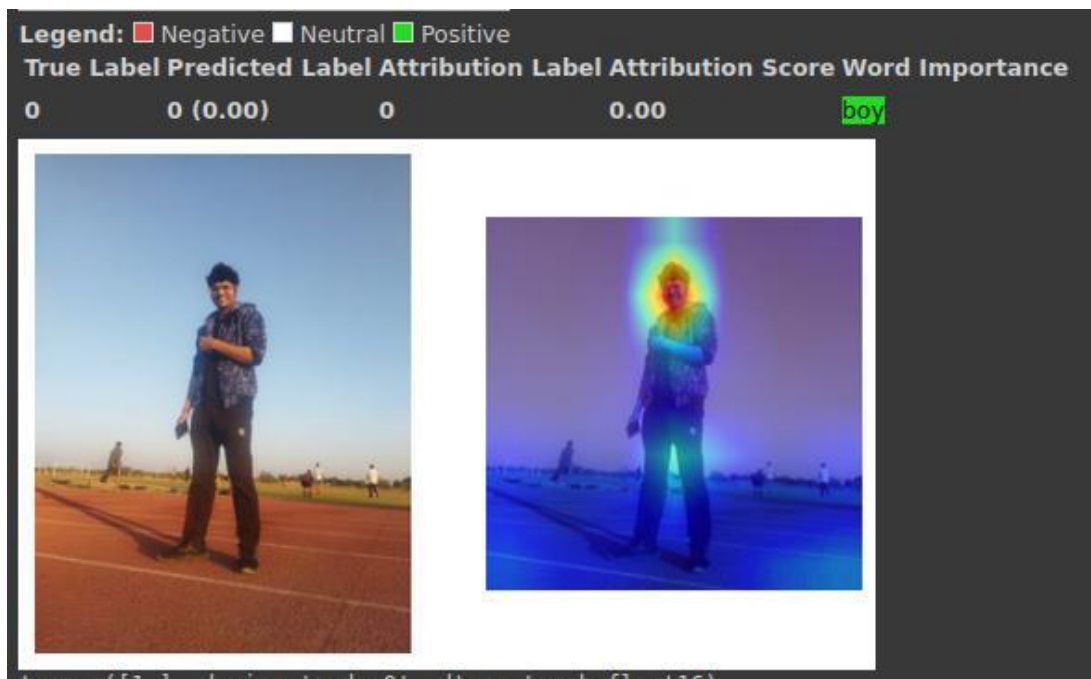 Legend: Negative Neutral Positive
True Label Predicted Label Attribution Label Attribution Score Word Importance
0 0 (0.00) 0 0.00 boy